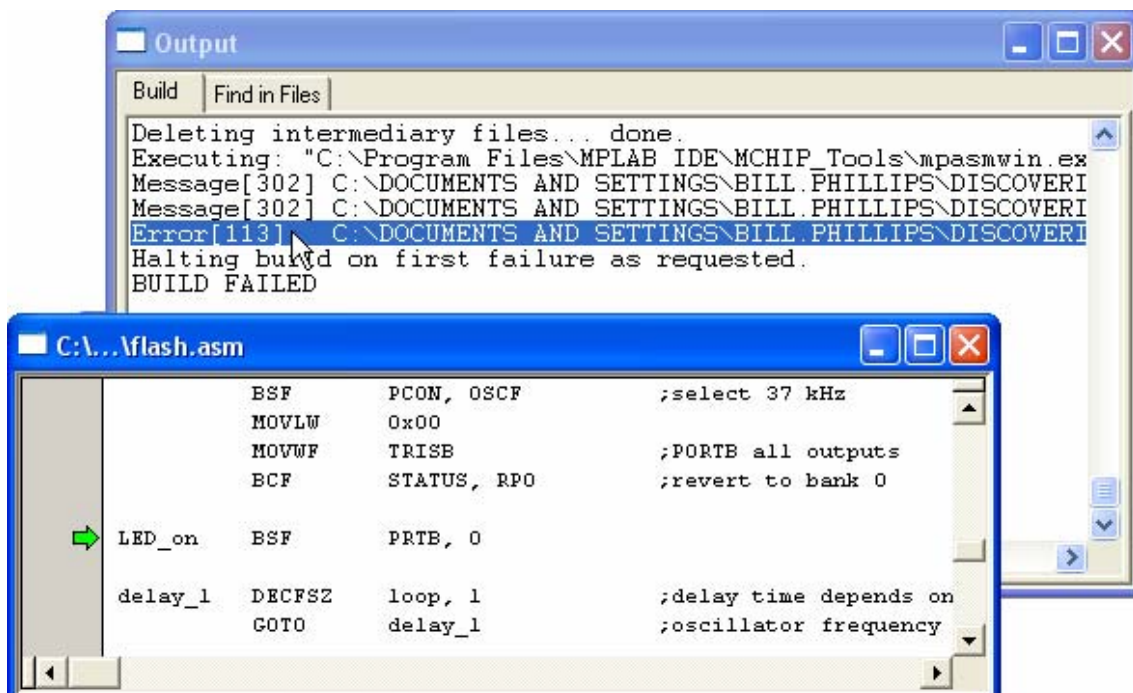 Output
Build Find in Files
Deleting intermediary files... done.
Executing: "C:\Program Files\MPLAB IDE\MCHIP_Tools\mpasmwin.ex
Message[302] C:\DOCUMENTS AND SETTINGS\BILL.PHILLIPS\DISCOVERI
Message[302] C:\DOCUMENTS AND SETTINGS\BILL.PHILLIPS\DISCOVERI
Error[113] C:\DOCUMENTS AND SETTINGS\BILL.PHILLIPS\DISCOVERI
Halting build on first failure as requested.
BUILD FAILED
C:\...\flash.asm
BSF PCON, OSCF ;select 37 kHz
MOVLW 0x00
MOVWF TRISB ;PORTB all outputs
BCF STATUS, RP0 ;revert to bank 0
LED_on BSF PRTB, 0
delay_1 DECFSZ loop, 1 ;delay time depends on
GOTO delay_1 ;oscillator frequency